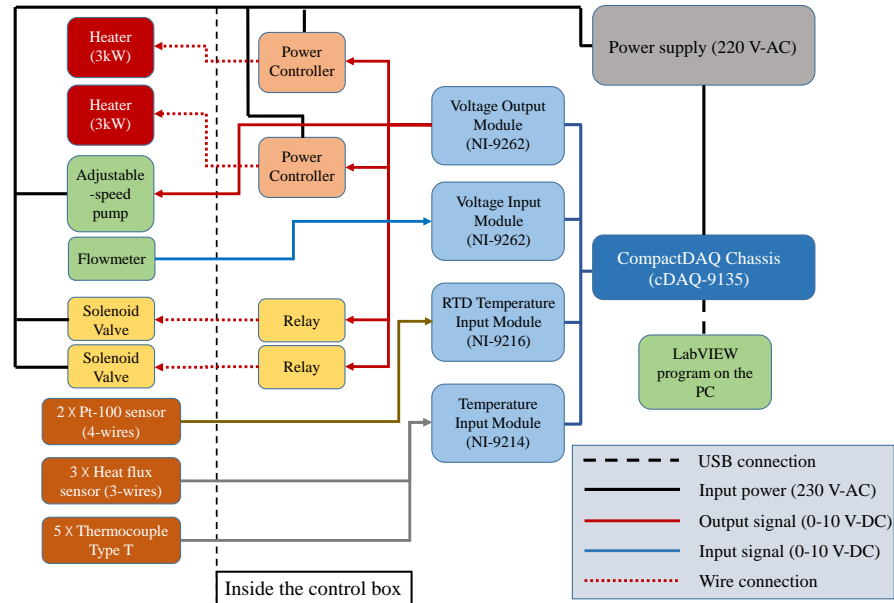 Heater
(3kW)
Power
Controller
Power supply (220 V-AC)
Heater
(3kW)
Power
Controller
Voltage Output
Module
(NI-9262)
Adjustable
-speed
pump
Voltage Input
Module
(NI-9262)
Flowmeter
CompactDAQ Chassis
(cDAQ-9135)
Solenoid
Valve
Relay
RTD Temperature
Input Module
(NI-9216)
Solenoid
Valve
Relay
LabVIEW
program on the
PC
2 X Pt-100 sensor
(4-wires)
Temperature
Input Module
(NI-9214)
3 X Heat flux
sensor (3-wires)
5 X Thermocouple
Type T
Inside the control box
USB connection
Input power (230 V-AC)
Output signal (0-10 V-DC)
Input signal (0-10 V-DC)
Wire connection